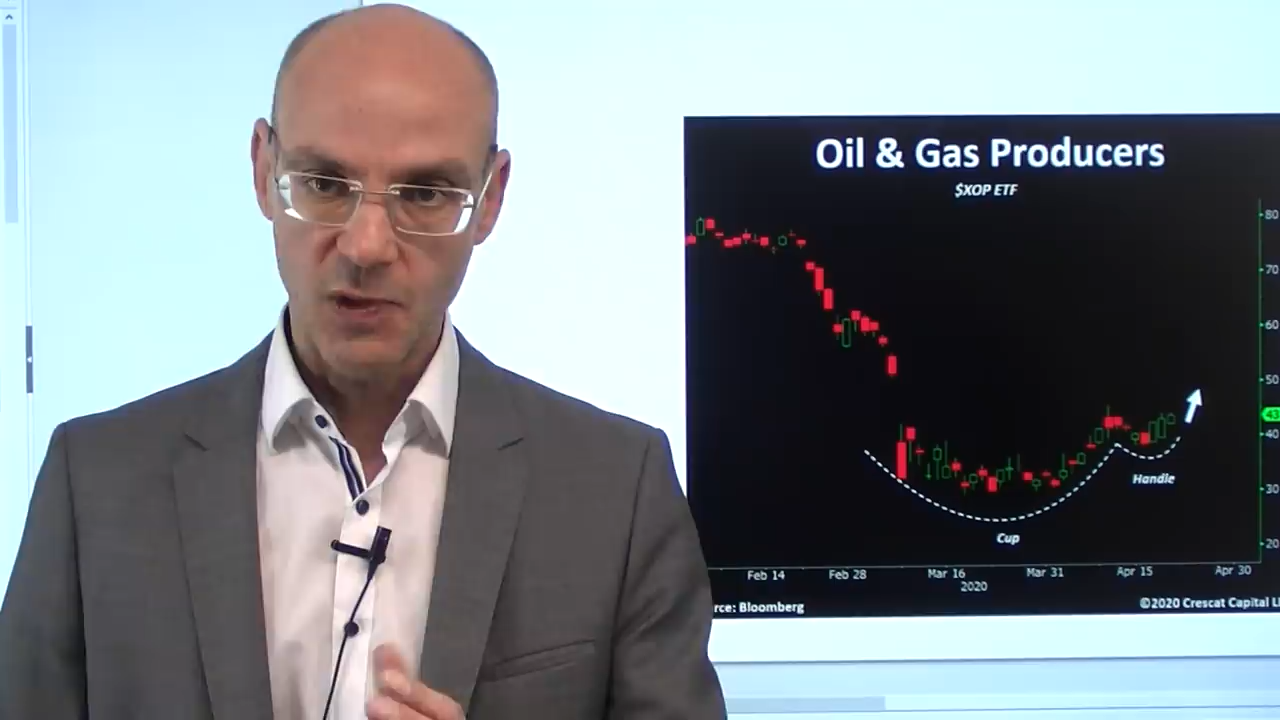 Oil & Gas Producers
$XOP ETF
80
70
60
50
43
40
30
20
Handle
Cup
Feb 14 Feb 28 Mar 16 Mar 31 Apr 15 Apr 30
2020
rce: Bloomberg
©2020 Crescat Capital L